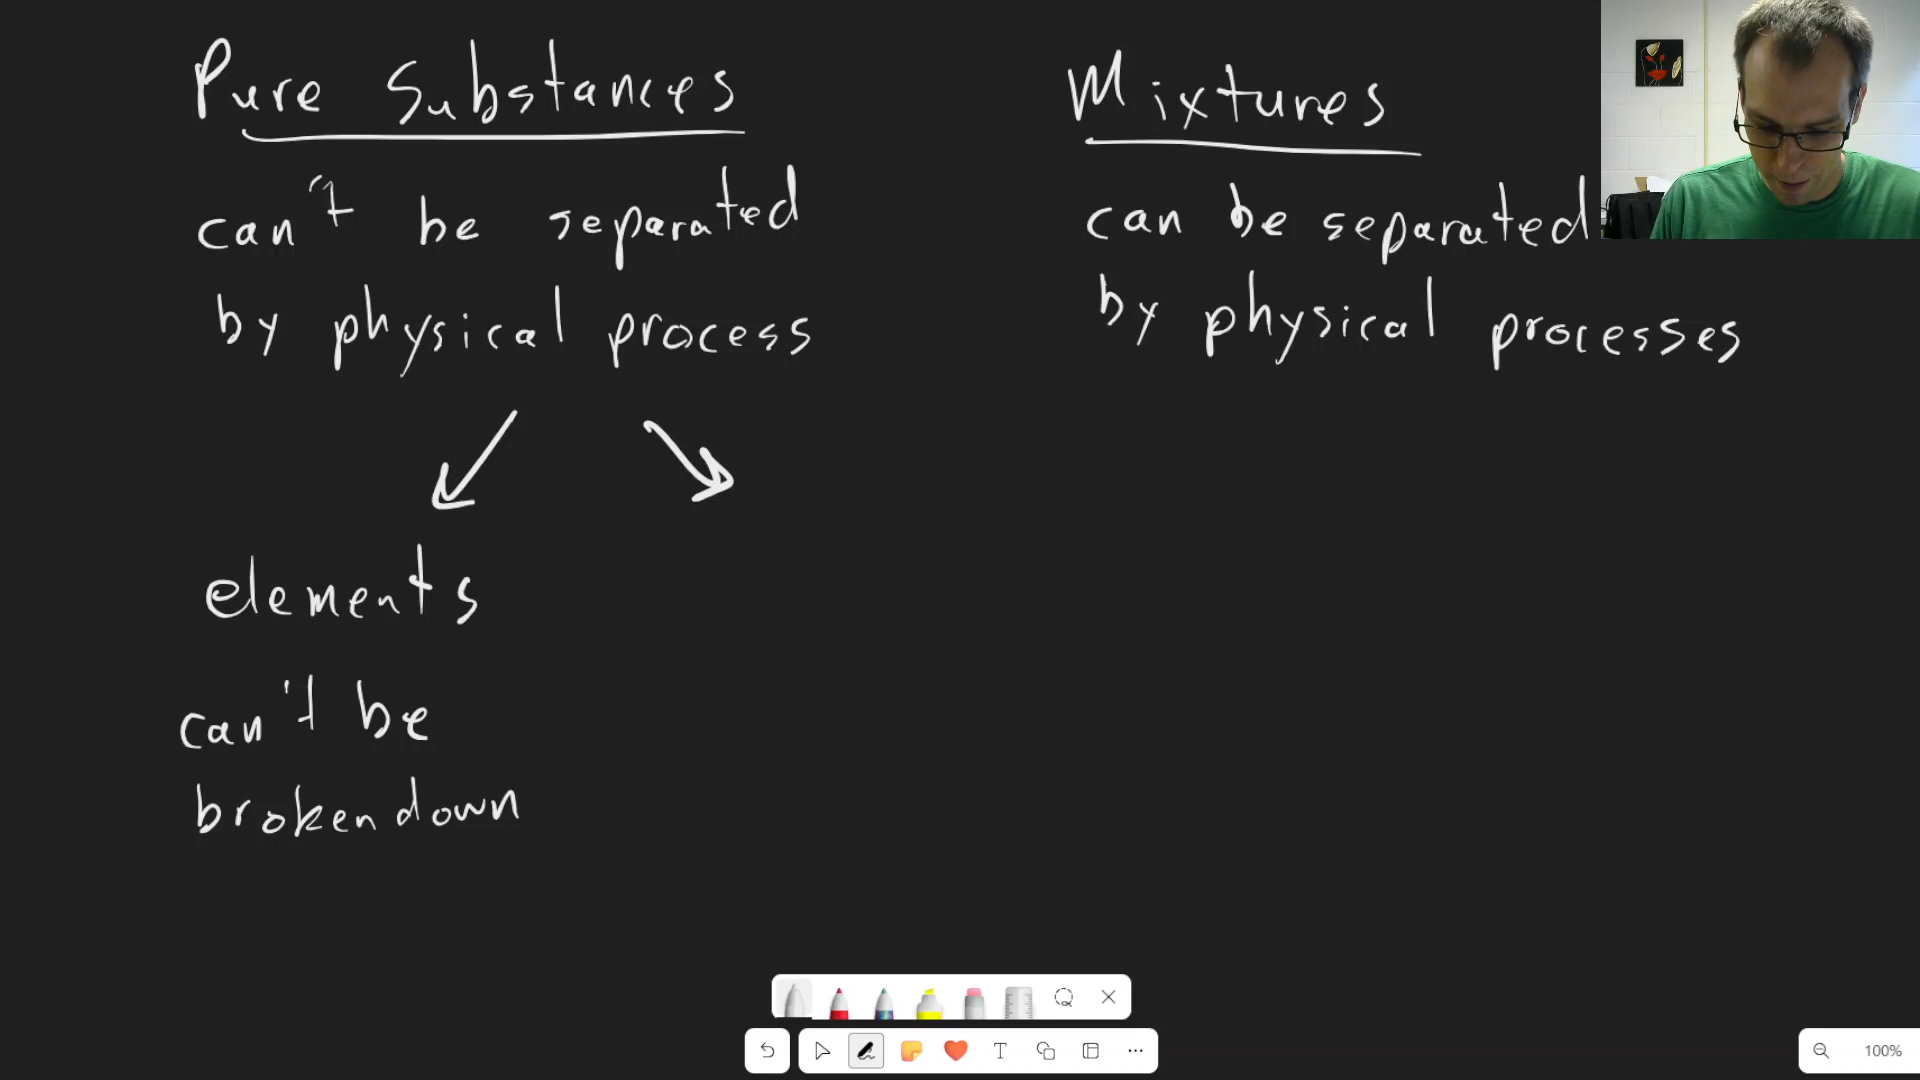 Pure Substances
can't be separated
by physical process
elements
can't be
broken down
Mixtures
can be separated
by physical processes
T
100%